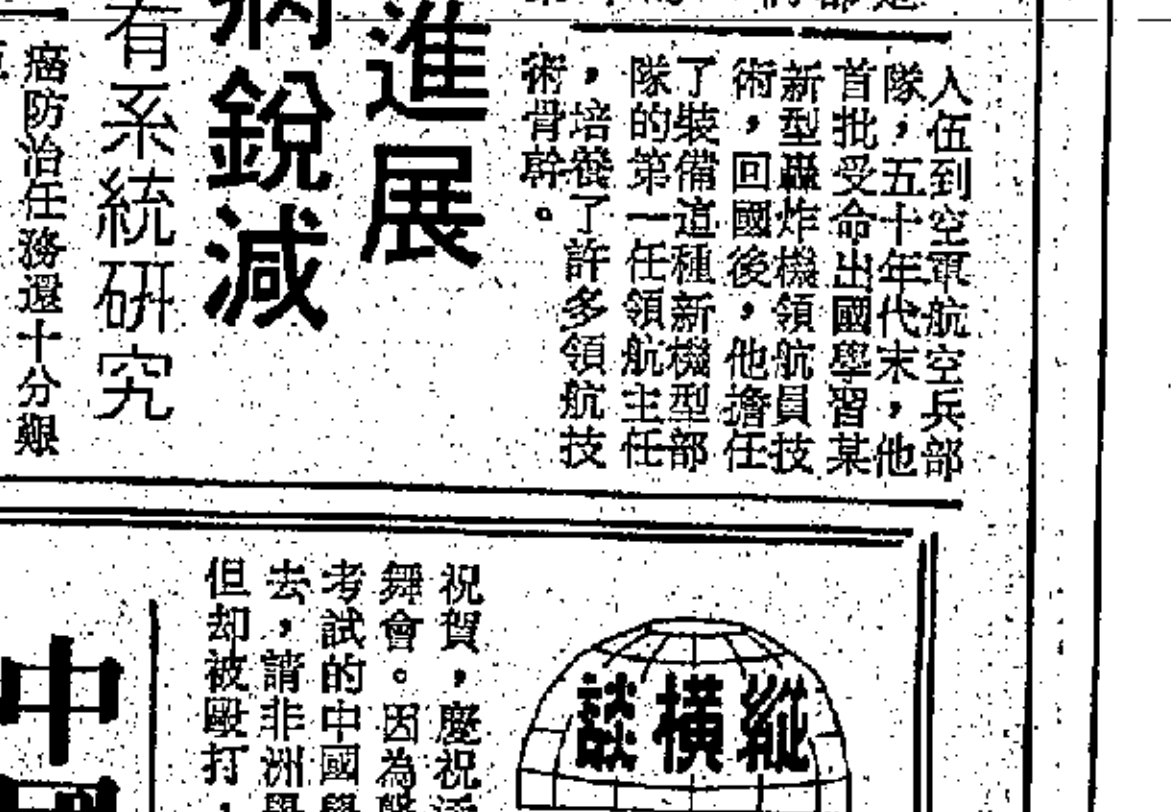 入伍到空軍航空兵部
隊，五十年代末，他
首批受命出國學習某
新型轟炸機領航員技
術，回國後，他擔任
了裝備這種新機型部
隊的第一任領航主任
，培養了許多領航技
術骨幹。
進展
銳減
有系統研究
癌防治任務還十分艱
縱橫談
祝賀，慶祝
舞會。因為
考試的中國學
去，請非洲學
但却被毆打，
中國